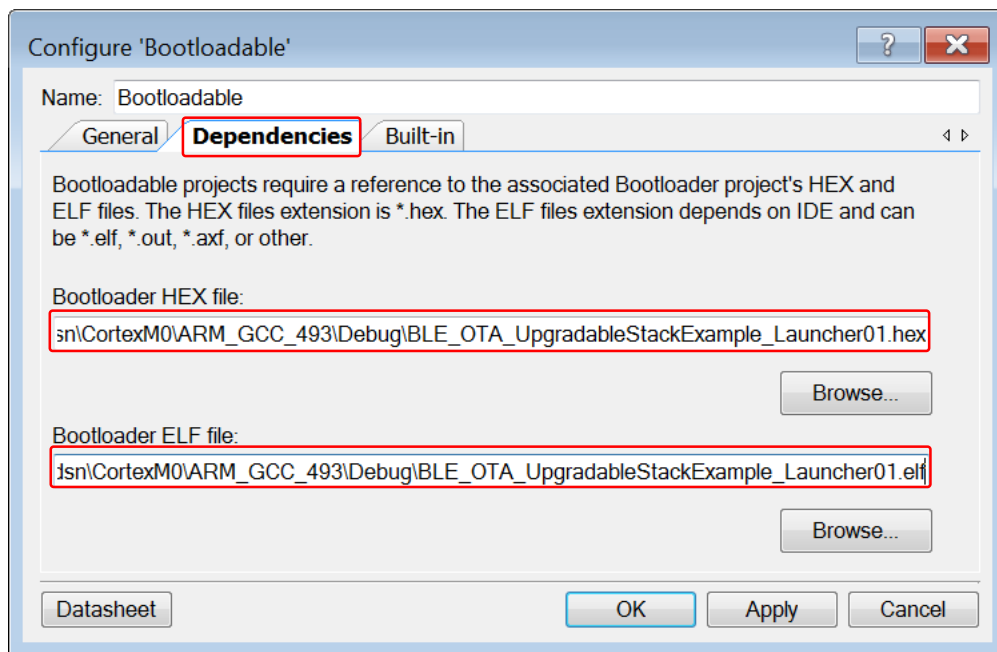 Configure 'Bootloadable'
Name: Bootloadable
General Dependencies Built-in
Bootloadable projects require a reference to the associated Bootloader project's HEX and
ELF files. The HEX files extension is *.hex. The ELF files extension depends on IDE and can
be *.elf, *.out, *.axf, or other.
Bootloader HEX file:
sn\CortexM0\ARM_GCC_493\Debug\BLE_OTA_UpgradableStackExample_Launcher01.hex
Browse...
Bootloader ELF file:
dsn\CortexM0\ARM_GCC_493\Debug\BLE_OTA_UpgradableStackExample_Launcher01.elf
Browse...
Datasheet OK Apply Cancel